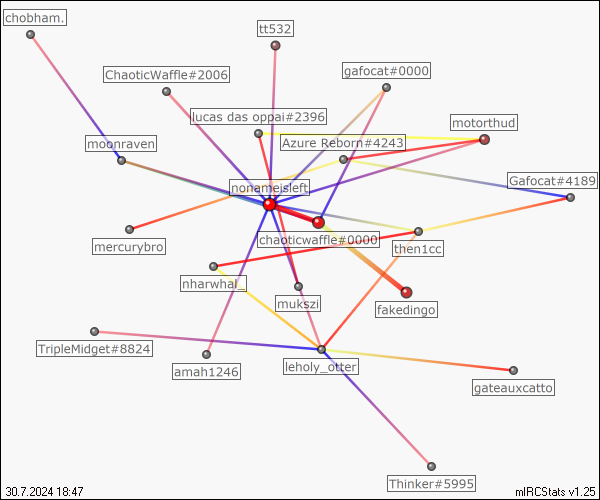 chobham.
tt532
ChaoticWaffle#2006
gafocat#0000
lucas das oppai#2396
motorthud
moonraven
Azure Reborn#4243
nonameisleft
Gafocat#4189
mercurybro
chaoticwaffle#0000
then1cc
nharwhal_
mukszi
fakedingo
TripleMidget#8824
amah1246
leholy_otter
gateauxcatto
Thinker#5995
30.7.2024 18:47
mIRCStats v1.25